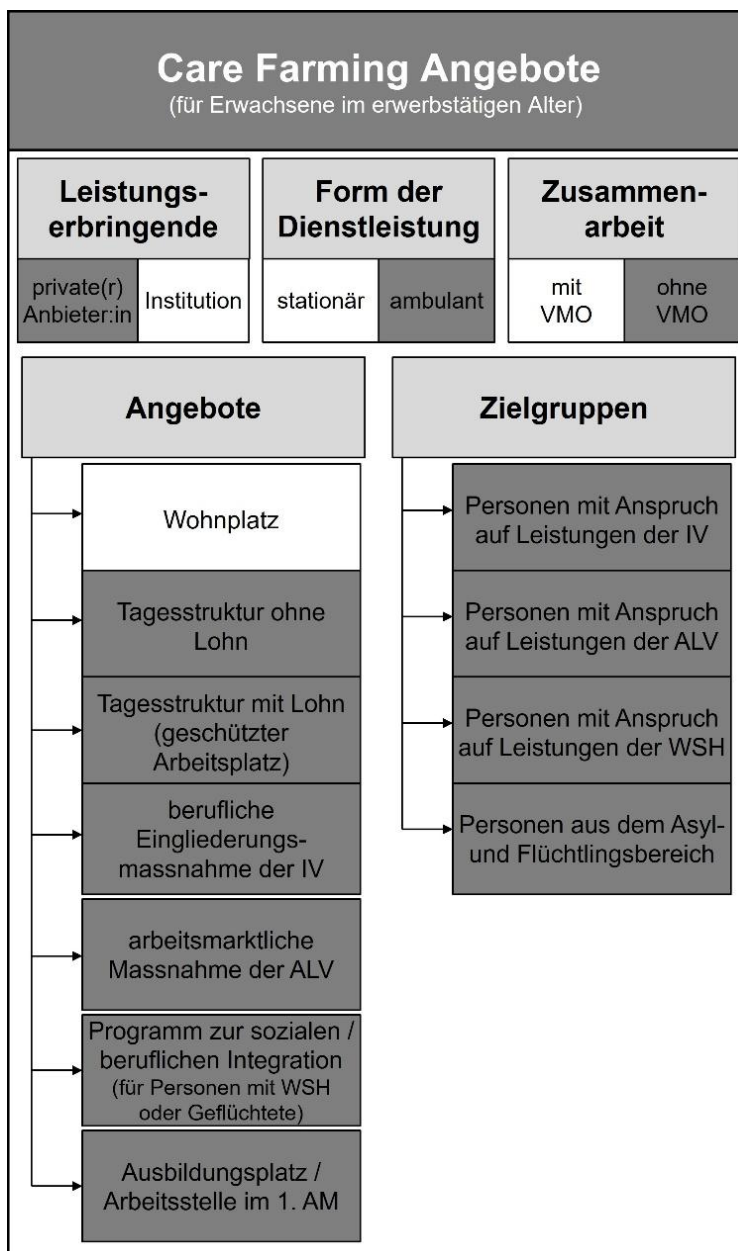 Care Farming Angebote
(für Erwachsene im erwerbstätigen Alter)
Leistungs-
erbringende
private(r)
Anbieter:in
Institution
Form der
Dienstleistung
stationär
ambulant
Zusammen-
arbeit
mit
VMO
ohne
VMO
Angebote
Wohnplatz
Tagesstruktur ohne
Lohn
Tagesstruktur mit Lohn
(geschützter
Arbeitsplatz)
berufliche
Eingliederungs-
massnahme der IV
arbeitsmarktliche
Massnahme der ALV
Programm zur sozialen /
beruflichen Integration
(für Personen mit WSH
oder Geflüchtete)
Ausbildungsplatz /
Arbeitsstelle im 1. AM
Zielgruppen
Personen mit Anspruch
auf Leistungen der IV
Personen mit Anspruch
auf Leistungen der ALV
Personen mit Anspruch
auf Leistungen der WSH
Personen aus dem Asyl-
und Flüchtlingsbereich